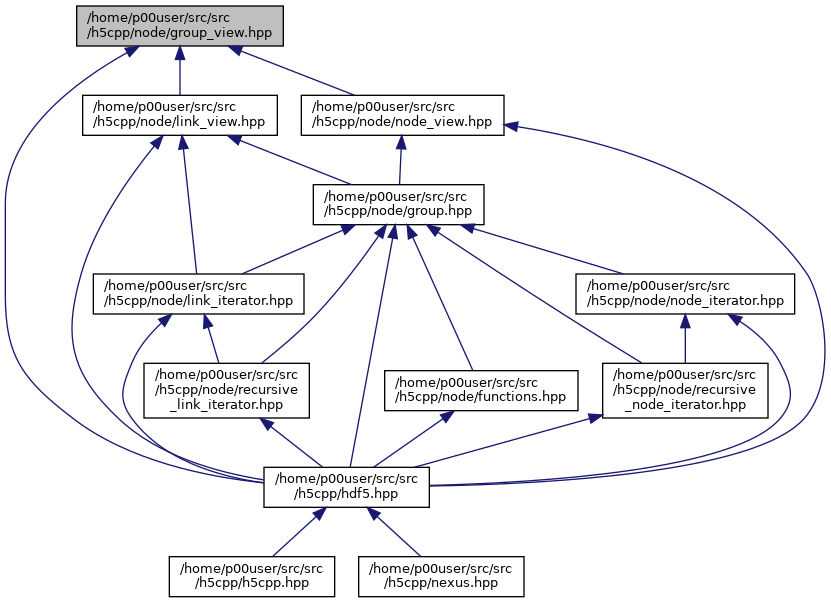 /home/p00user/src/src
/h5cpp/node/group_view.hpp
/home/p00user/src/src
/h5cpp/node/link_view.hpp
/home/p00user/src/src
/h5cpp/node/node_view.hpp
/home/p00user/src/src
/h5cpp/node/group.hpp
/home/p00user/src/src
/h5cpp/node/link_iterator.hpp
/home/p00user/src/src
/h5cpp/node/node_iterator.hpp
/home/p00user/src/src
/h5cpp/node/recursive
_link_iterator.hpp
/home/p00user/src/src
/h5cpp/node/functions.hpp
/home/p00user/src/src
/h5cpp/node/recursive
_node_iterator.hpp
/home/p00user/src/src
/h5cpp/hdf5.hpp
/home/p00user/src/src
/h5cpp/h5cpp.hpp
/home/p00user/src/src
/h5cpp/nexus.hpp